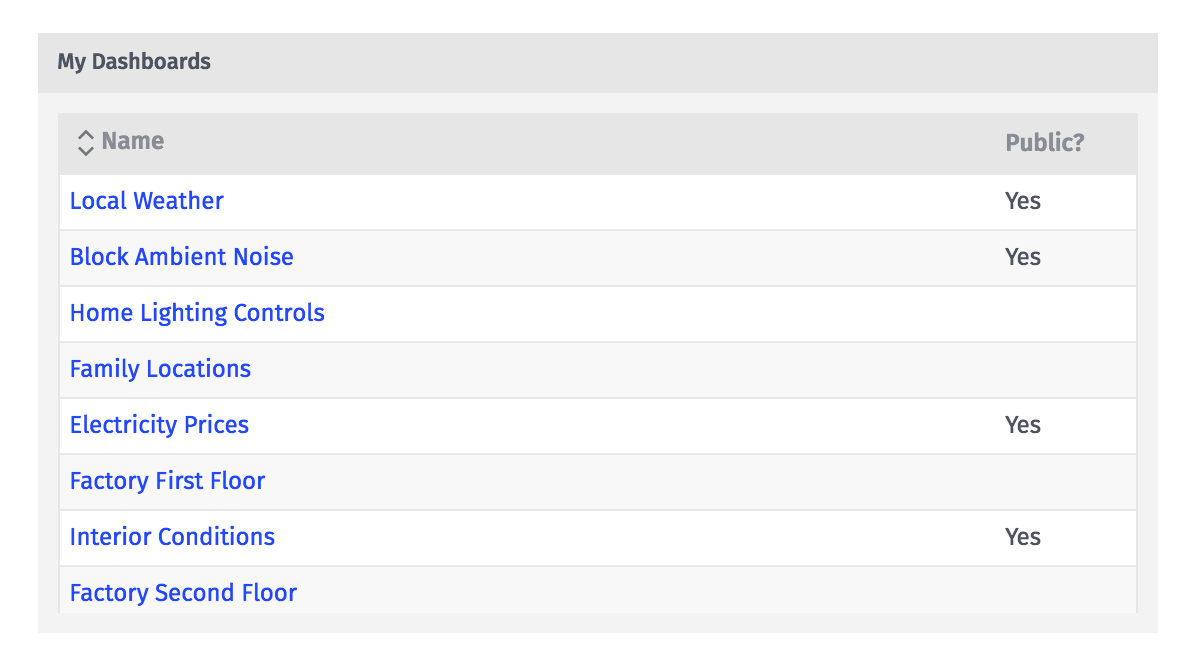 My Dashboards
Name Public?
Local Weather Yes
Block Ambient Noise Yes
Home Lighting Controls
Family Locations
Electricity Prices Yes
Factory First Floor
Interior Conditions Yes
Factory Second Floor